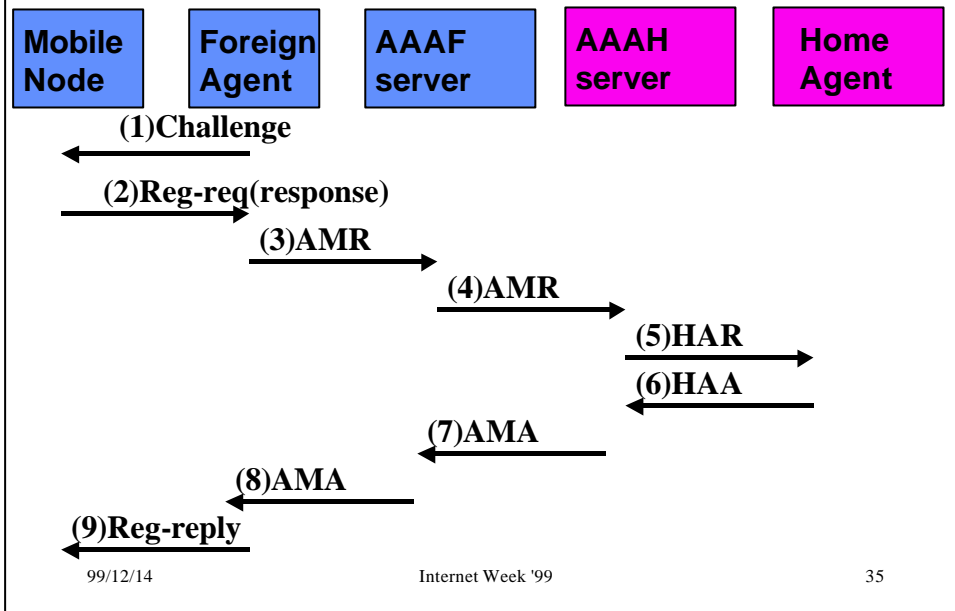 Mobile
Node
Foreign
Agent
AAAF
server
AAAH
server
Home
Agent
(1)Challenge
(2)Reg-req(response)
(3)AMR
(4)AMR
(5)HAR
(6)HAA
(7)AMA
(8)AMA
(9)Reg-reply
99/12/14
Internet Week '99
35